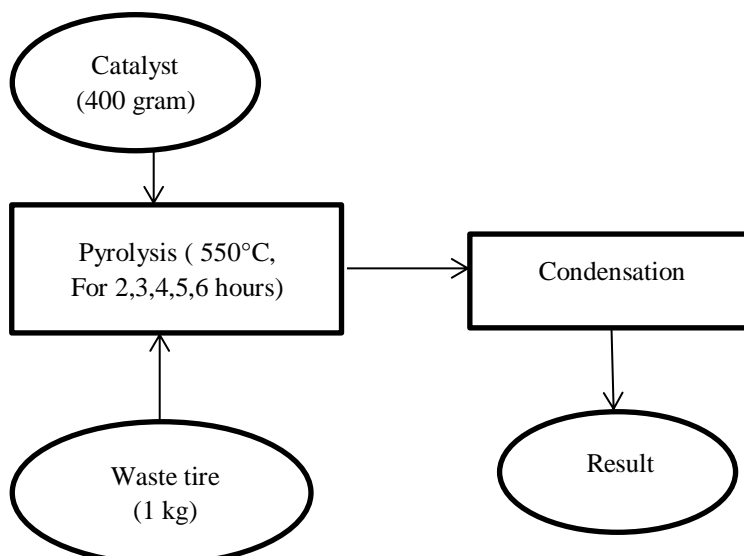 Catalyst
(400 gram)
Pyrolysis ( 550°C,
For 2,3,4,5,6 hours)
Condensation
Waste tire
(1 kg)
Result